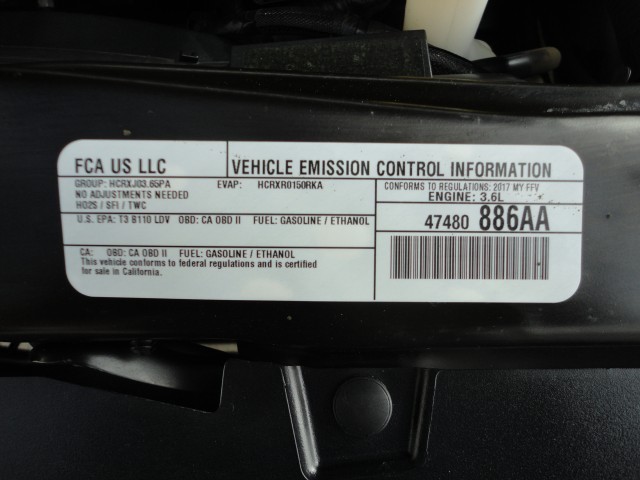 FCA US LLC
VEHICLE EMISSION CONTROL INFORMATION
GROUP: HCRXJ03.65PA EVAP: HCRXR0150RKA
NO ADJUSTMENTS NEEDED
HO2S / SFI / TWC
CONFORMS TO REGULATIONS: 2017 MY FFV
ENGINE: 3.6L
U.S. EPA: T3 B110 LDV OBD: CA OBD II FUEL: GASOLINE / ETHANOL
47480 886AA
CA: OBD: CA OBD II FUEL: GASOLINE / ETHANOL
This vehicle conforms to federal regulations and is certified
for sale in California.